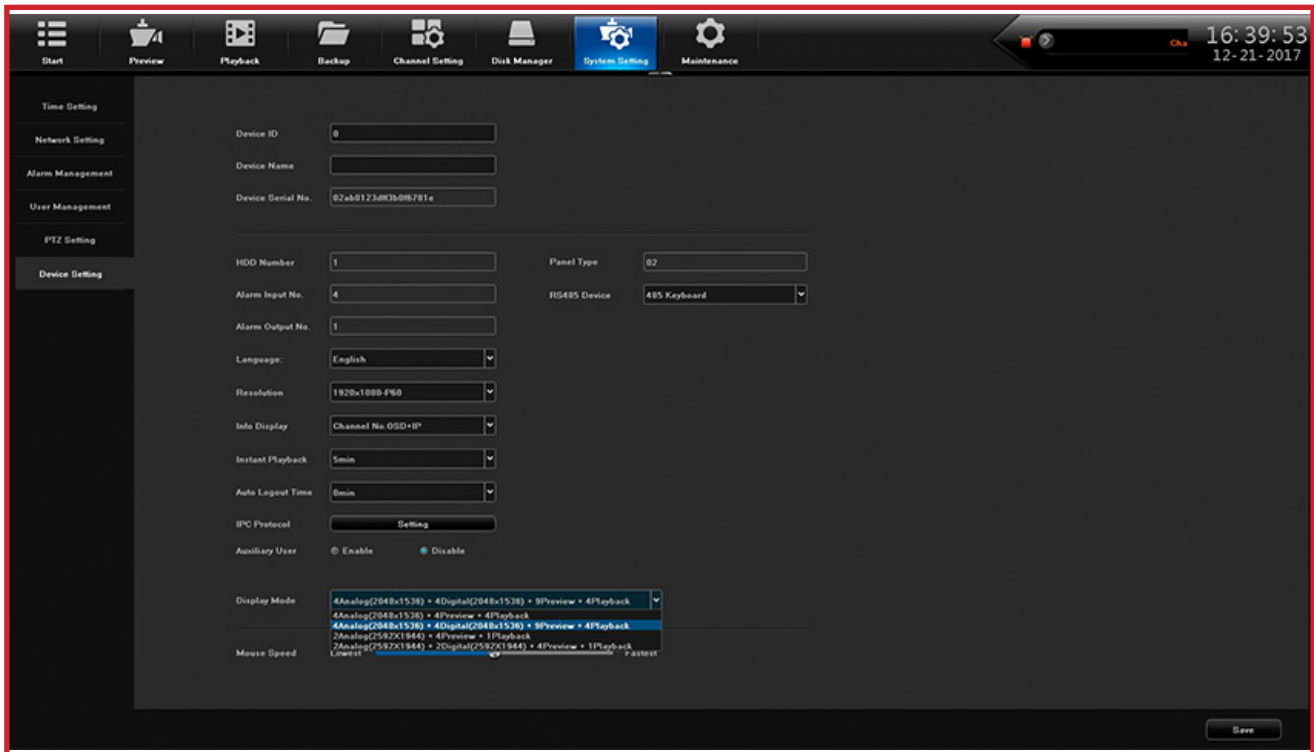 Start Preview Playback Backup Channel Setting Disk Manager System Setting Maintenance
Cha
16:39:53
12-21-2017
Time Setting
Network Setting
Alarm Management
User Management
PTZ Setting
Device Setting
Device ID 0
Device Name
Device Serial No.
HDD Number 1 Panel Type 02
Alarm Input No. 4 RS485 Device 485 Keyboard
Alarm Output No. 1
Language: English
Resolution 1920x1080-P60
Info Display Channel No.OSD+IP
Instant Playback 5min
Auto Logout Time 0min
IPC Protocol Setting
Auxiliary User Enable Disable
Display Mode 4Analog(2048x1536) + 4Digital(2048x1536) + 9Preview + 4Playback
4Analog(2048x1536) + 4Preview + 4Playback
4Analog(2048x1536) + 4Digital(2048x1536) + 9Preview + 4Playback
2Analog(2592X1944) + 4Preview + 1Playback
2Analog(2592X1944) + 2Digital(2592X1944) + 4Preview + 1Playback
Mouse Speed Lowest Fastest
Save